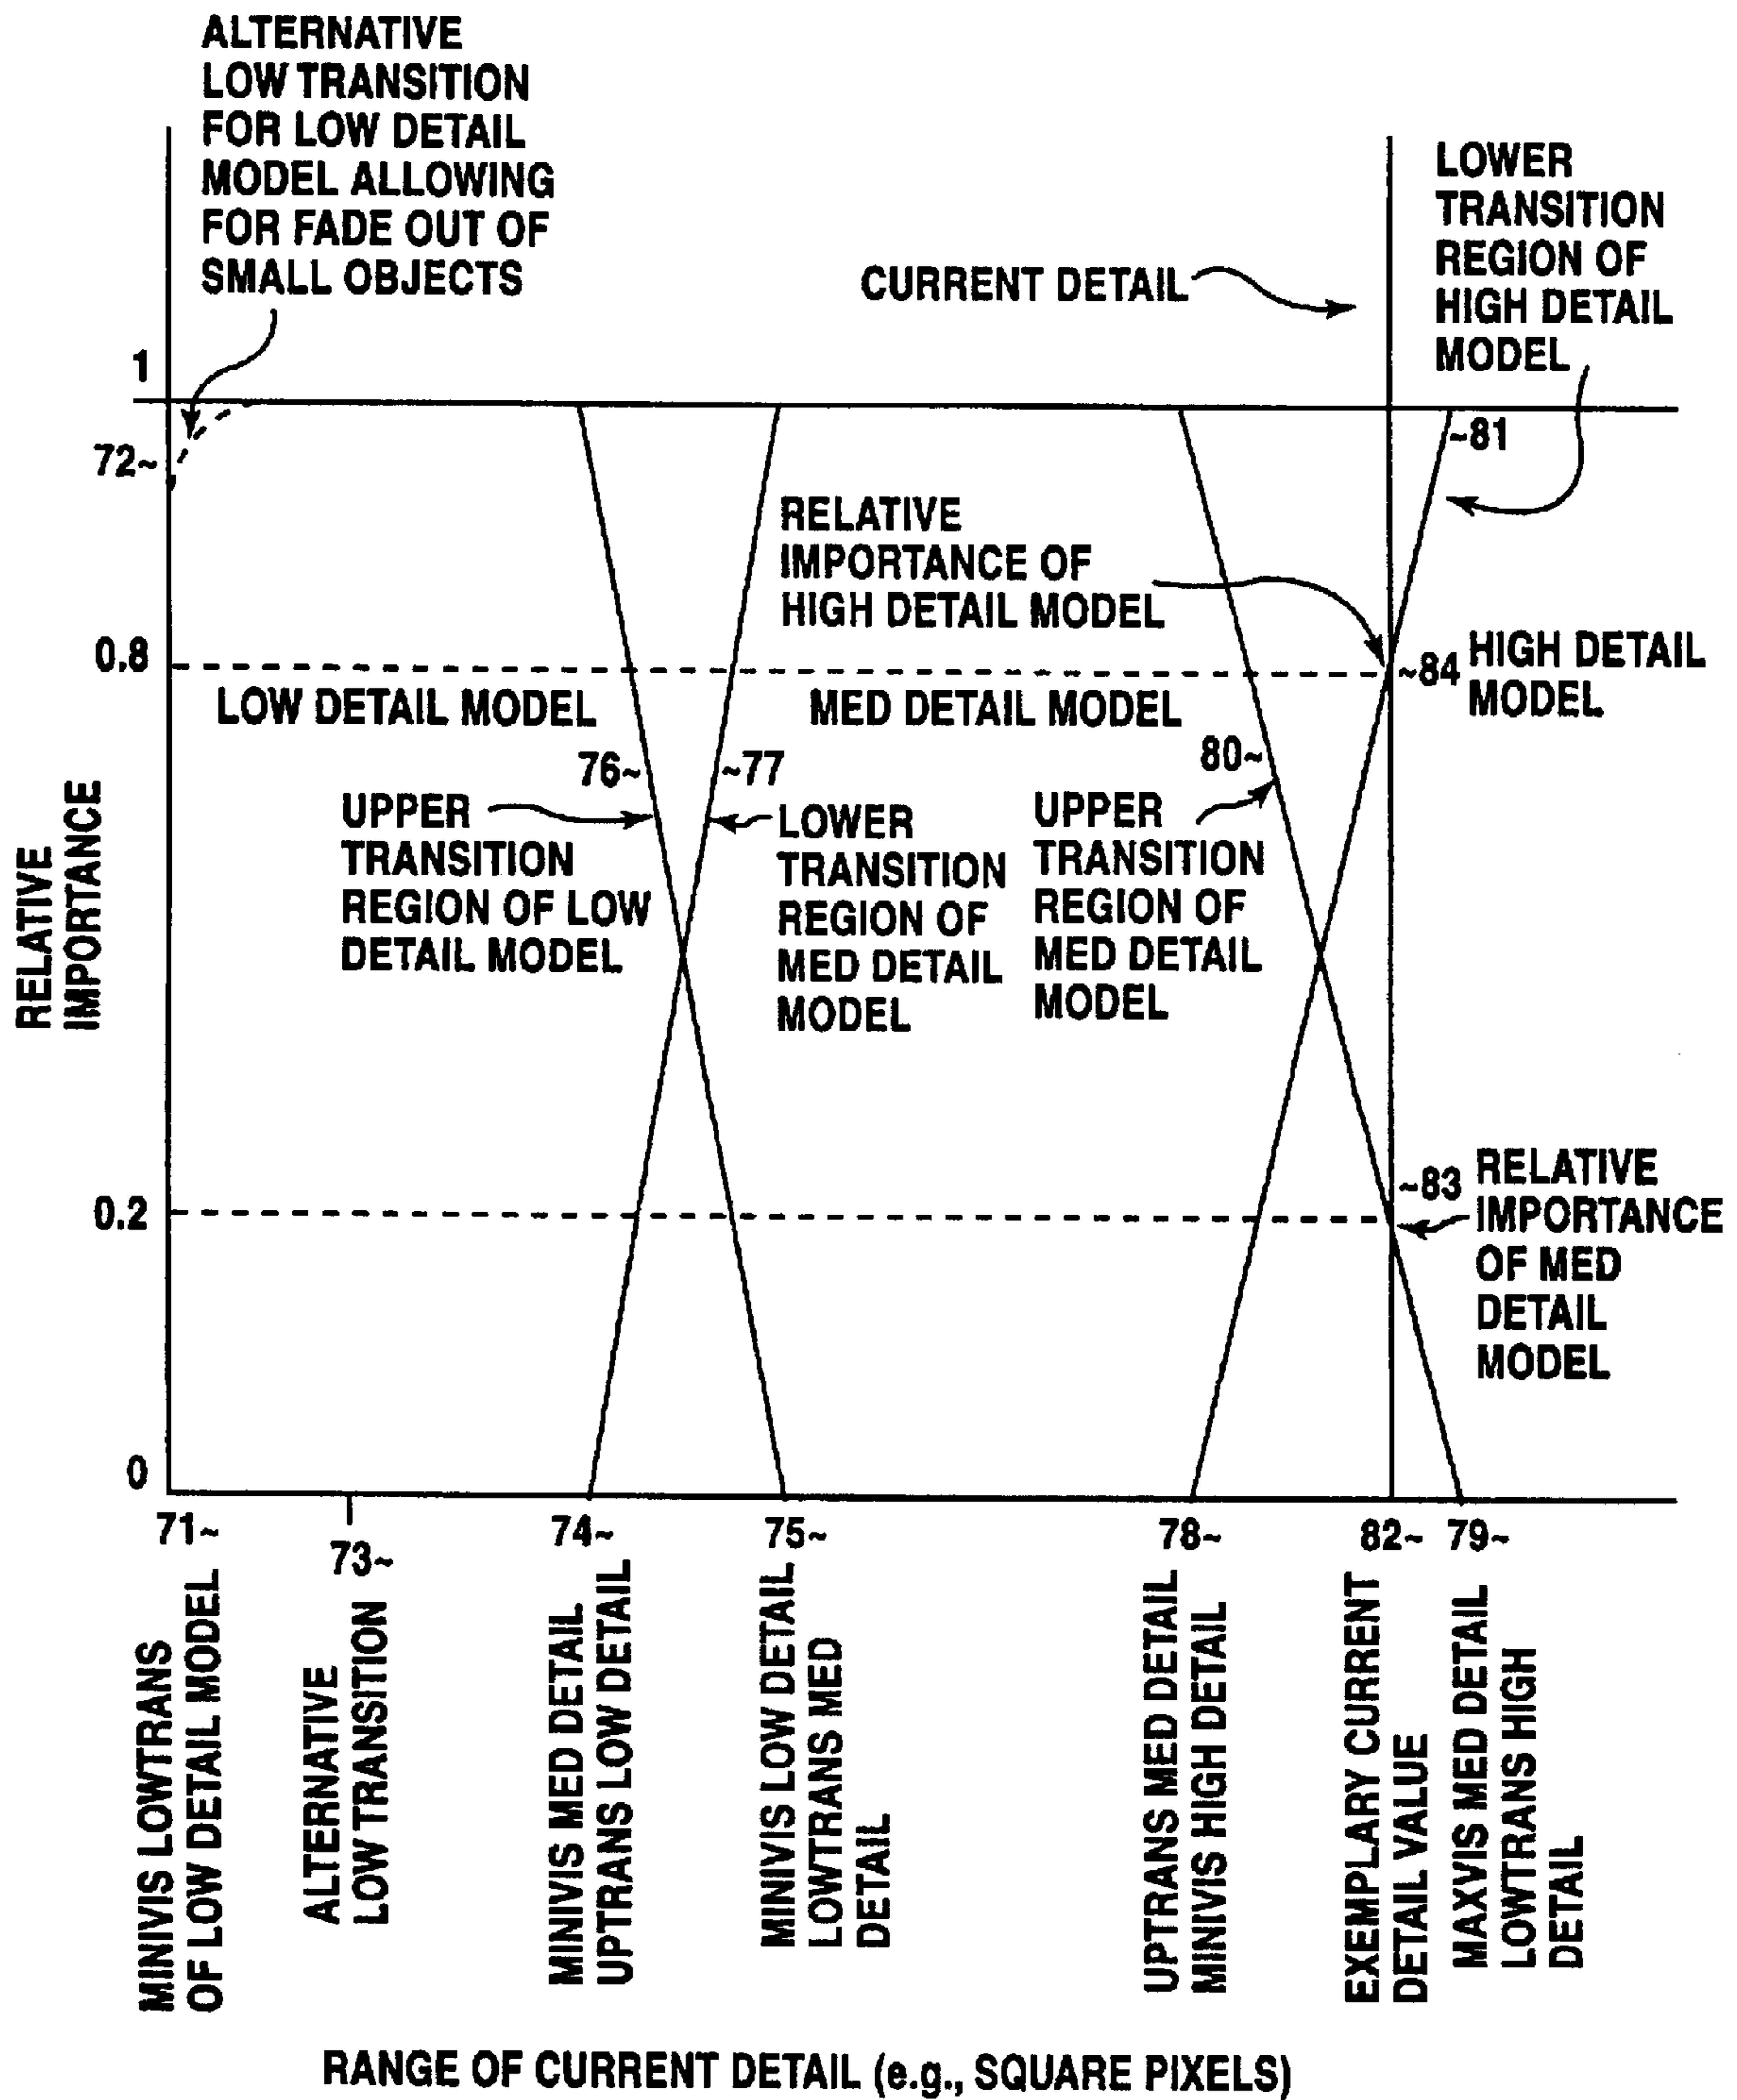 ALTERNATIVE
LOW TRANSITION
FOR LOW DETAIL
MODEL ALLOWING
FOR FADE OUT OF
SMALL OBJECTS
CURRENT DETAIL
LOWER
TRANSITION
REGION OF
HIGH DETAIL
MODEL
1
72~
~81
RELATIVE
IMPORTANCE OF
HIGH DETAIL MODEL
0.8
~84
HIGH DETAIL
MODEL
LOW DETAIL MODEL
MED DETAIL MODEL
76~
~77
80~
UPPER
TRANSITION
REGION OF LOW
DETAIL MODEL
LOWER
TRANSITION
REGION OF
MED DETAIL
MODEL
UPPER
TRANSITION
REGION OF
MED DETAIL
MODEL
RELATIVE
IMPORTANCE
0.2
~83
RELATIVE
IMPORTANCE
OF MED
DETAIL
MODEL
0
71~
73~
74~
75~
78~
82~
79~
MINIVIS LOWTRANS
OF LOW DETAIL MODEL
ALTERNATIVE
LOW TRANSITION
MINIVIS MED DETAIL
UPTRANS LOW DETAIL
MINIVIS LOW DETAIL
LOWTRANS MED
DETAIL
UPTRANS MED DETAIL
MINIVIS HIGH DETAIL
EXEMPLARY CURRENT
DETAIL VALUE
MAXVIS MED DETAIL
LOWTRANS HIGH
DETAIL
RANGE OF CURRENT DETAIL (e.g., SQUARE PIXELS)